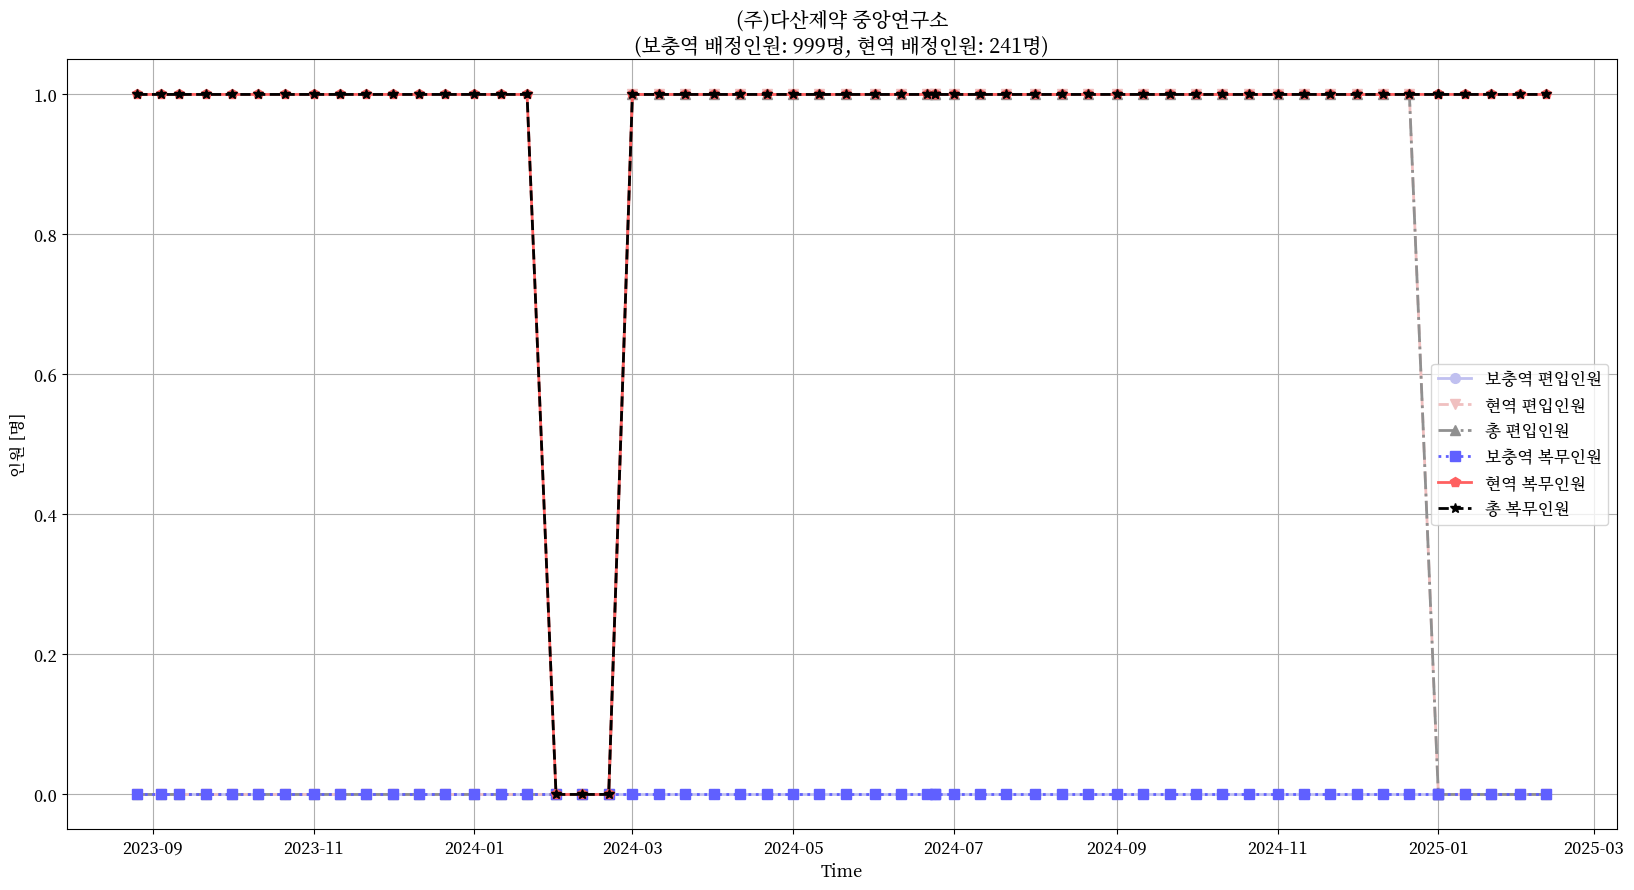 (주)다산제약 중앙연구소
(보충역 배정인원: 999명, 현역 배정인원: 241명)
1.0
0.8
0.6
0.4
0.2
0.0
인원 [명]
보충역 편입인원
현역 편입인원
총 편입인원
보충역 복무인원
현역 복무인원
총 복무인원
2023-09 2023-11 2024-01 2024-03 2024-05 2024-07 2024-09 2024-11 2025-01 2025-03
Time